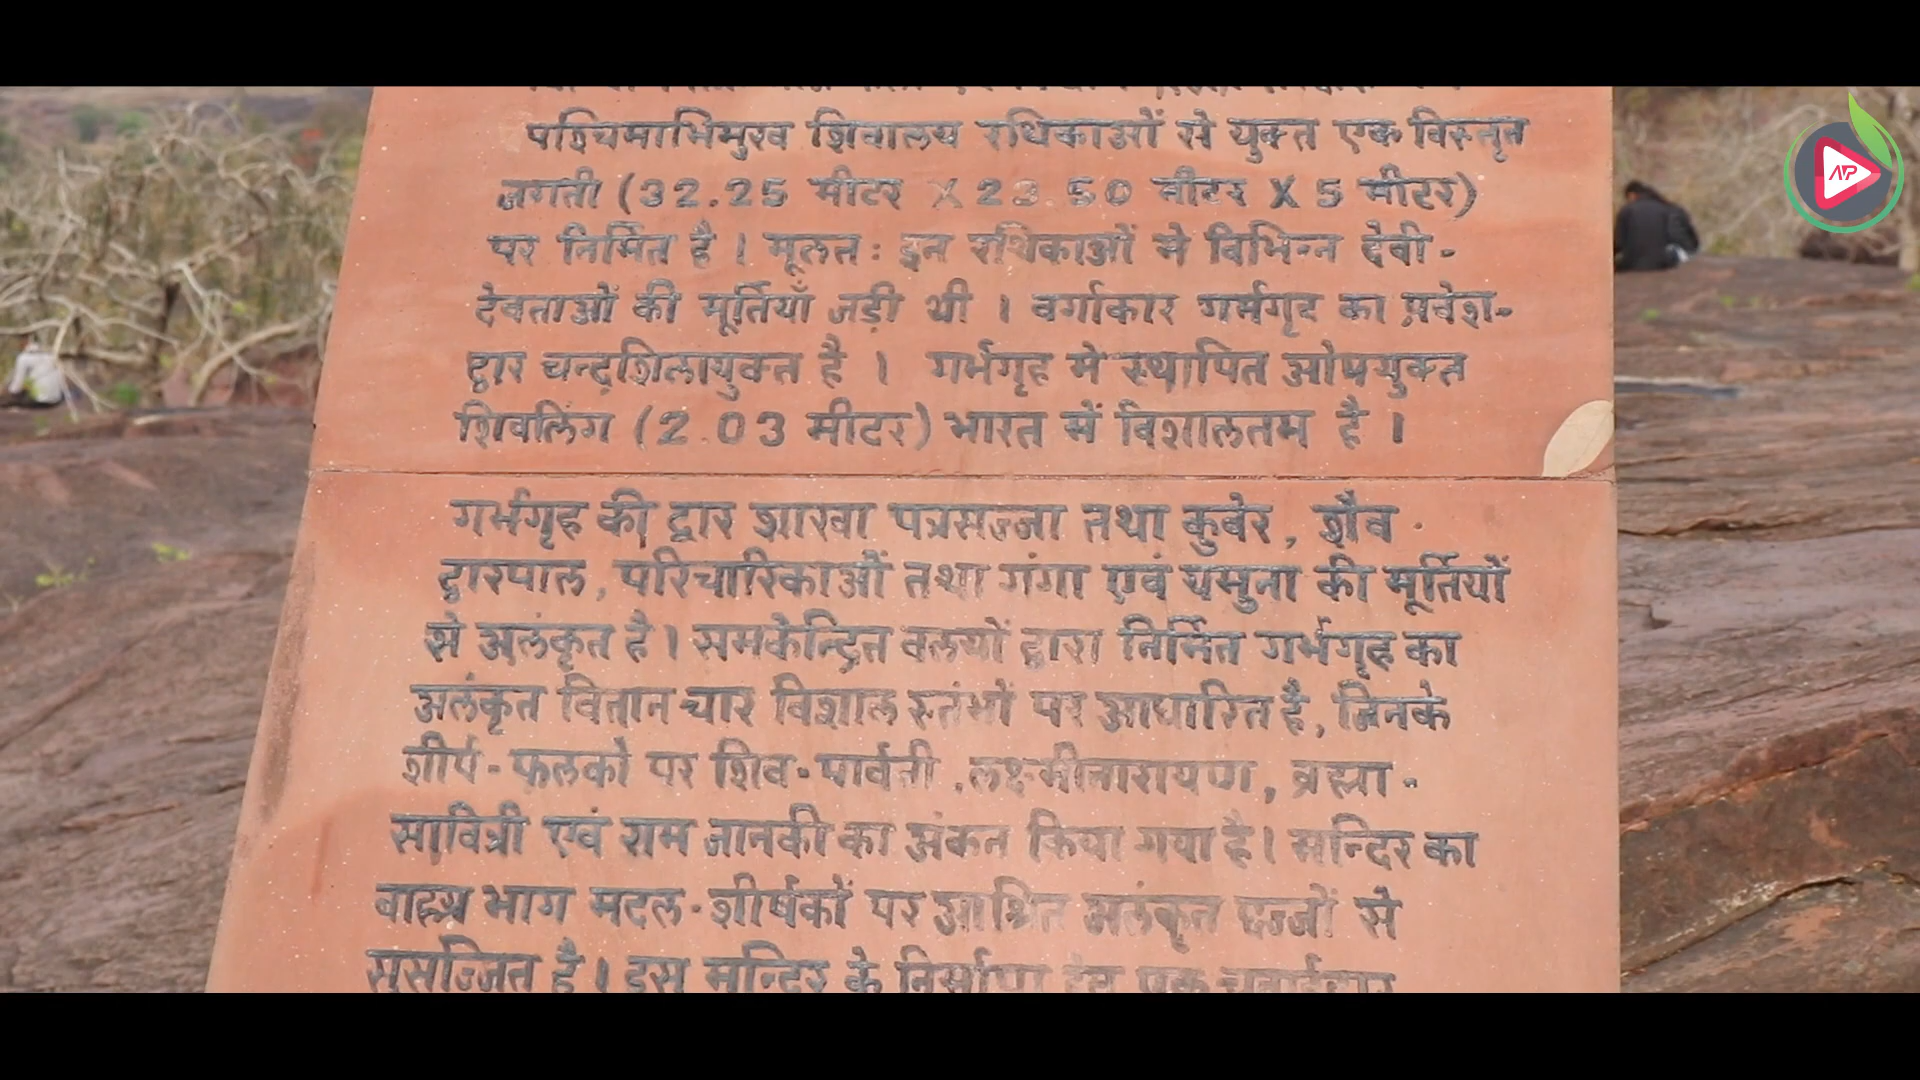 पश्चिमाभिमुख शिवालय रथिकाओं से युक्त एक विस्तृत
जगती (32.25 मीटर X 23.50 मीटर X 5 मीटर)
पर निर्मित है । मूलतः इन रथिकाओं मे विभिन्न देवी-
देवताओं की मूर्तियाँ जड़ी थी । वर्गाकार गर्भगृह का प्रवेश-
द्वार चन्द्रशिलायुक्त है । गर्भगृह मे स्थापित ओपयुक्त
शिवलिंग (2.03 मीटर) भारत में विशालतम है ।
गर्भगृह की द्वार शाखा पत्रसज्जा तथा कुबेर, शैव-
द्वारपाल, परिचारिकाओं तथा गंगा एवं यमुना की मूर्तियों
से अलंकृत है । समकेन्द्रित वलयों द्वारा निर्मित गर्भगृह का
अलंकृत वितान चार विशाल स्तंभों पर आधारित है, जिनके
शीर्ष-फलकों पर शिव-पार्वती, लक्ष्मीनारायण, ब्रह्मा-
सावित्री एवं राम जानकी का अंकन किया गया है । मन्दिर का
बाह्य भाग मदल-शीर्षकों पर आश्रित अलंकृत छज्जों से
सुसज्जित है । इस मन्दिर के निर्माण
AP